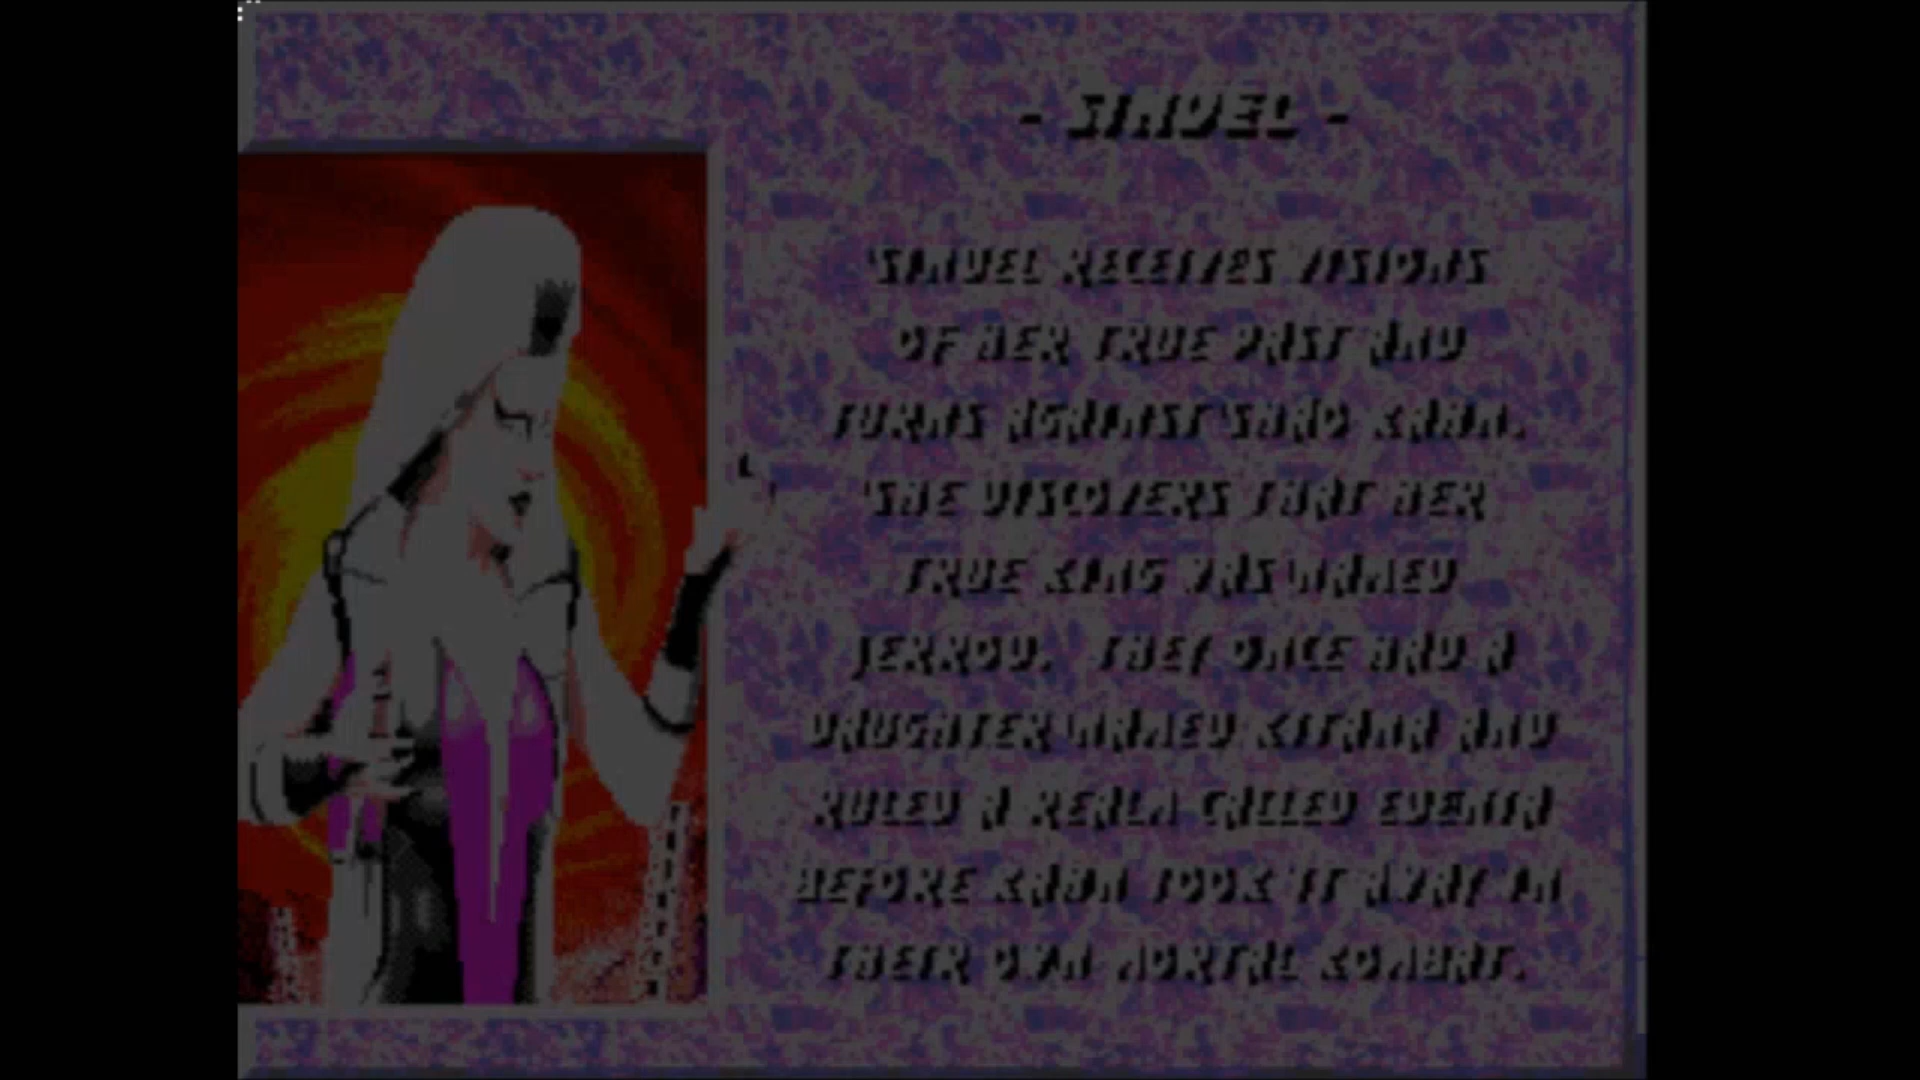 - SINDEL -
SINDEL RECEIVES VISIONS
OF HER TRUE PAST AND
TURNS AGAINST SHAO KAHN.
SHE DISCOVERS THAT HER
TRUE KING WAS NAMED
JERROD. THEY ONCE HAD A
DAUGHTER NAMED KITANA AND
RULED A REALM CALLED EDENIA
BEFORE KAHN TOOK IT AWAY IN
THEIR OWN MORTAL KOMBAT.